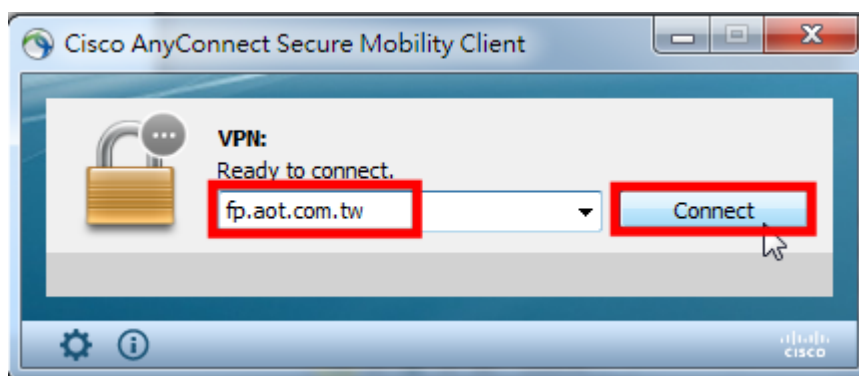 Cisco AnyConnect Secure Mobility Client
VPN:
Ready to connect.
fp.aot.com.tw
Connect
CISCO